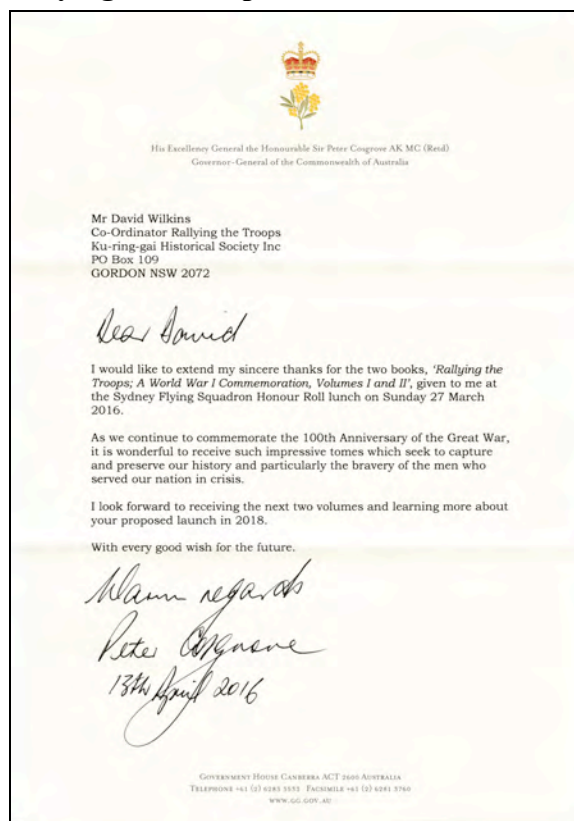 His Excellency General the Honourable Sir Peter Cosgrove AK MC (Retd)
Governor-General of the Commonwealth of Australia
Mr David Wilkins
Co-Ordinator Rallying the Troops
Ku-ring-gai Historical Society Inc
PO Box 109
GORDON NSW 2072
Dear David
I would like to extend my sincere thanks for the two books, ‘Rallying the
Troops; A World War I Commemoration, Volumes I and II’, given to me at
the Sydney Flying Squadron Honour Roll lunch on Sunday 27 March
2016.
As we continue to commemorate the 100th Anniversary of the Great War,
it is wonderful to receive such impressive tomes which seek to capture
and preserve our history and particularly the bravery of the men who
served our nation in crisis.
I look forward to receiving the next two volumes and learning more about
your proposed launch in 2018.
With every good wish for the future.
Warm regards
Peter Cosgrove
13th April 2016
Government House Canberra ACT 2600 Australia
Telephone +61 (2) 6283 3533 Facsimile +61 (2) 6281 3760
www.gg.gov.au